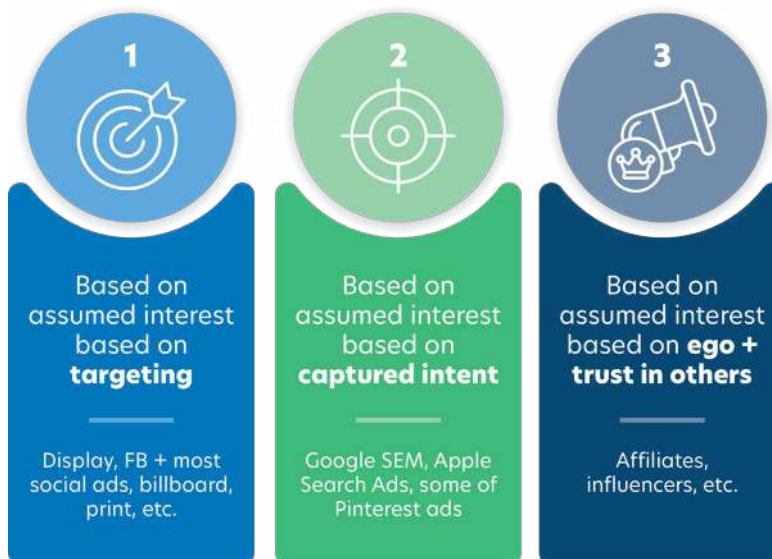 1
Based on
assumed interest
based on
targeting
Display, FB + most
social ads, billboard,
print, etc.
2
Based on
assumed interest
based on
captured intent
Google SEM, Apple
Search Ads, some of
Pinterest ads
3
Based on
assumed interest
based on ego +
trust in others
Affiliates,
influencers, etc.